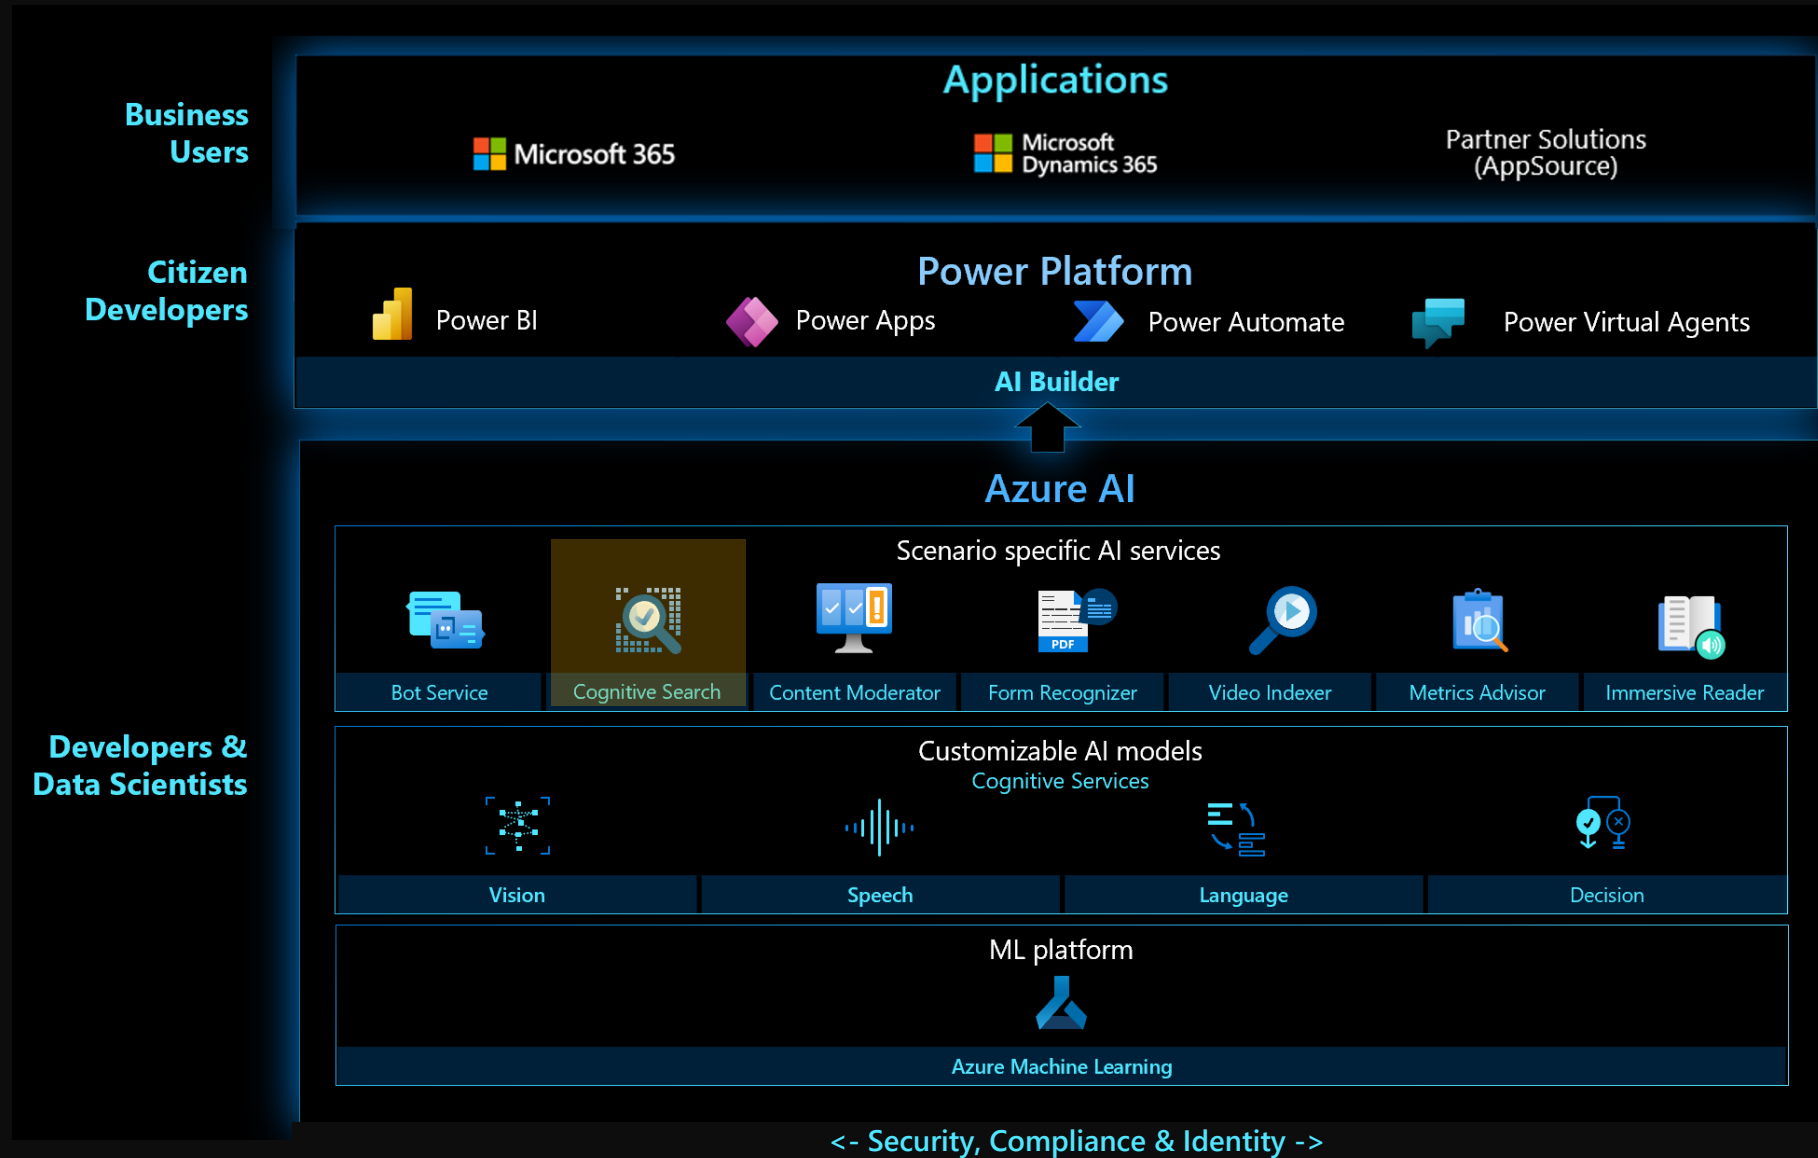 Business
Users
Applications
Microsoft 365
Microsoft
Dynamics 365
Partner Solutions
(AppSource)
Citizen
Developers
Power Platform
Power BI
Power Apps
Power Automate
Power Virtual Agents
AI Builder
Developers &
Data Scientists
Azure AI
Scenario specific AI services
PDF
Bot Service
Cognitive Search
Content Moderator
Form Recognizer
Video Indexer
Metrics Advisor
Immersive Reader
Customizable AI models
Cognitive Services
Vision
Speech
Language
Decision
ML platform
Azure Machine Learning
<- Security, Compliance & Identity ->